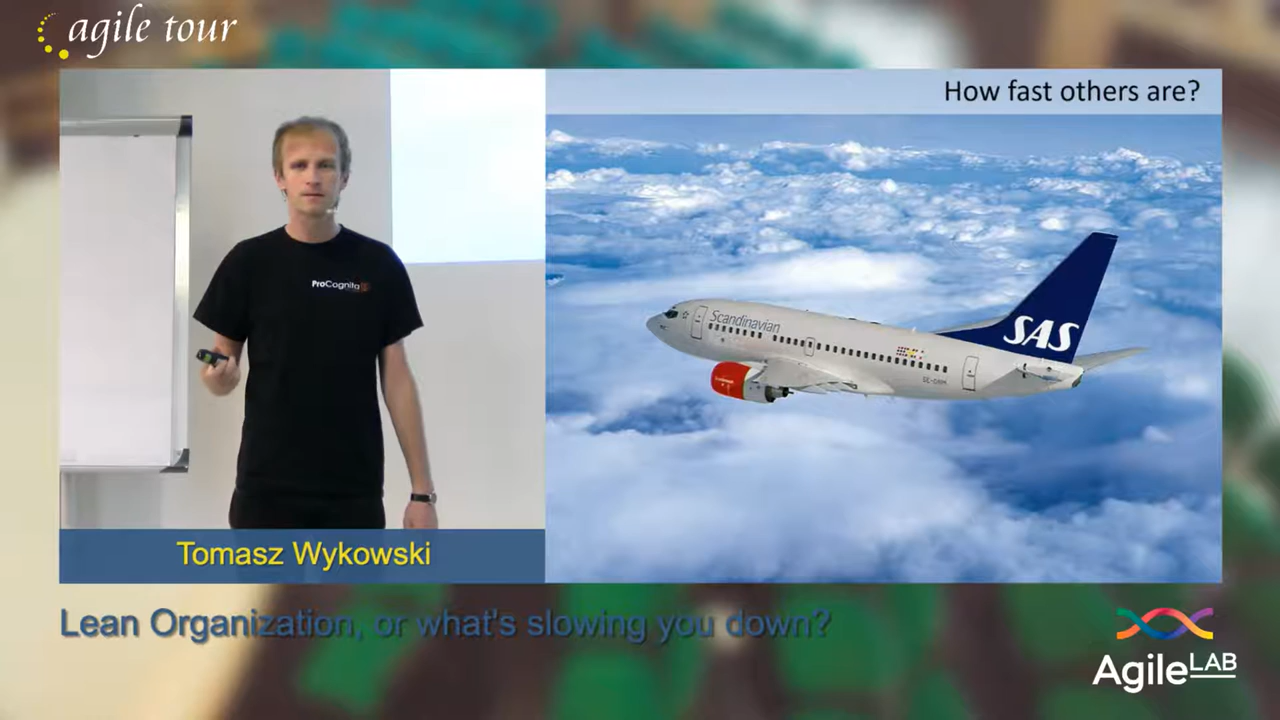 agile tour
How fast others are?
ProCognita
Scandinavian
SAS
Tomasz Wykowski
Lean Organization, or what's slowing you down?
AgileLAB